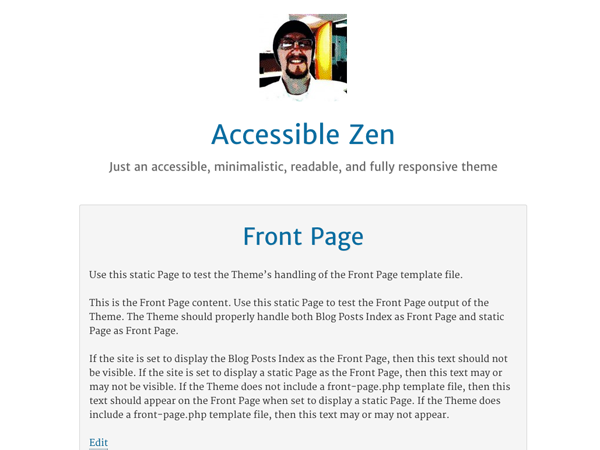 Accessible Zen
Just an accessible, minimalistic, readable, and fully responsive theme
Front Page
Use this static Page to test the Theme’s handling of the Front Page template file.
This is the Front Page content. Use this static Page to test the Front Page output of the
Theme. The Theme should properly handle both Blog Posts Index as Front Page and static
Page as Front Page.
If the site is set to display the Blog Posts Index as the Front Page, then this text should not
be visible. If the site is set to display a static Page as the Front Page, then this text may or
may not be visible. If the Theme does not include a front-page.php template file, then this
text should appear on the Front Page when set to display a static Page. If the Theme does
include a front-page.php template file, then this text may or may not appear.
Edit